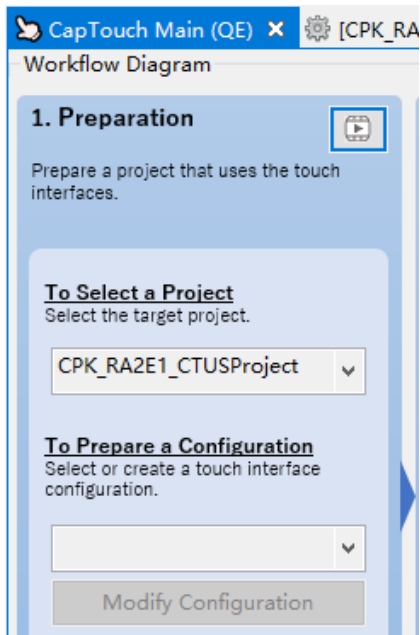 CapTouch Main (QE)
[CPK_RA
Workflow Diagram
1. Preparation
Prepare a project that uses the touch
interfaces.
To Select a Project
Select the target project.
CPK_RA2E1_CTUSProject
To Prepare a Configuration
Select or create a touch interface
configuration.
Modify Configuration